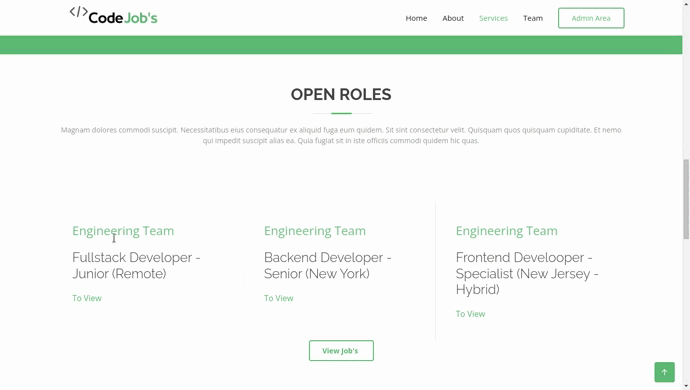 </>CodeJob's
Home About Services Team Admin Area
OPEN ROLES
Magnam dolores commodi suscipit. Necessitatibus eius consequatur ex aliquid fuga eum quidem. Sit sint consectetur velit. Quisquam quos quisquam cupiditate. Et nemo
qui impedit suscipit alias ea. Quia fugiat sit in iste officiis commodi quidem hic quas.
Engineering Team
Fullstack Developer -
Junior (Remote)
To View
Engineering Team
Backend Developer -
Senior (New York)
To View
Engineering Team
Frontend Develooper -
Specialist (New Jersey -
Hybrid)
To View
View Job's